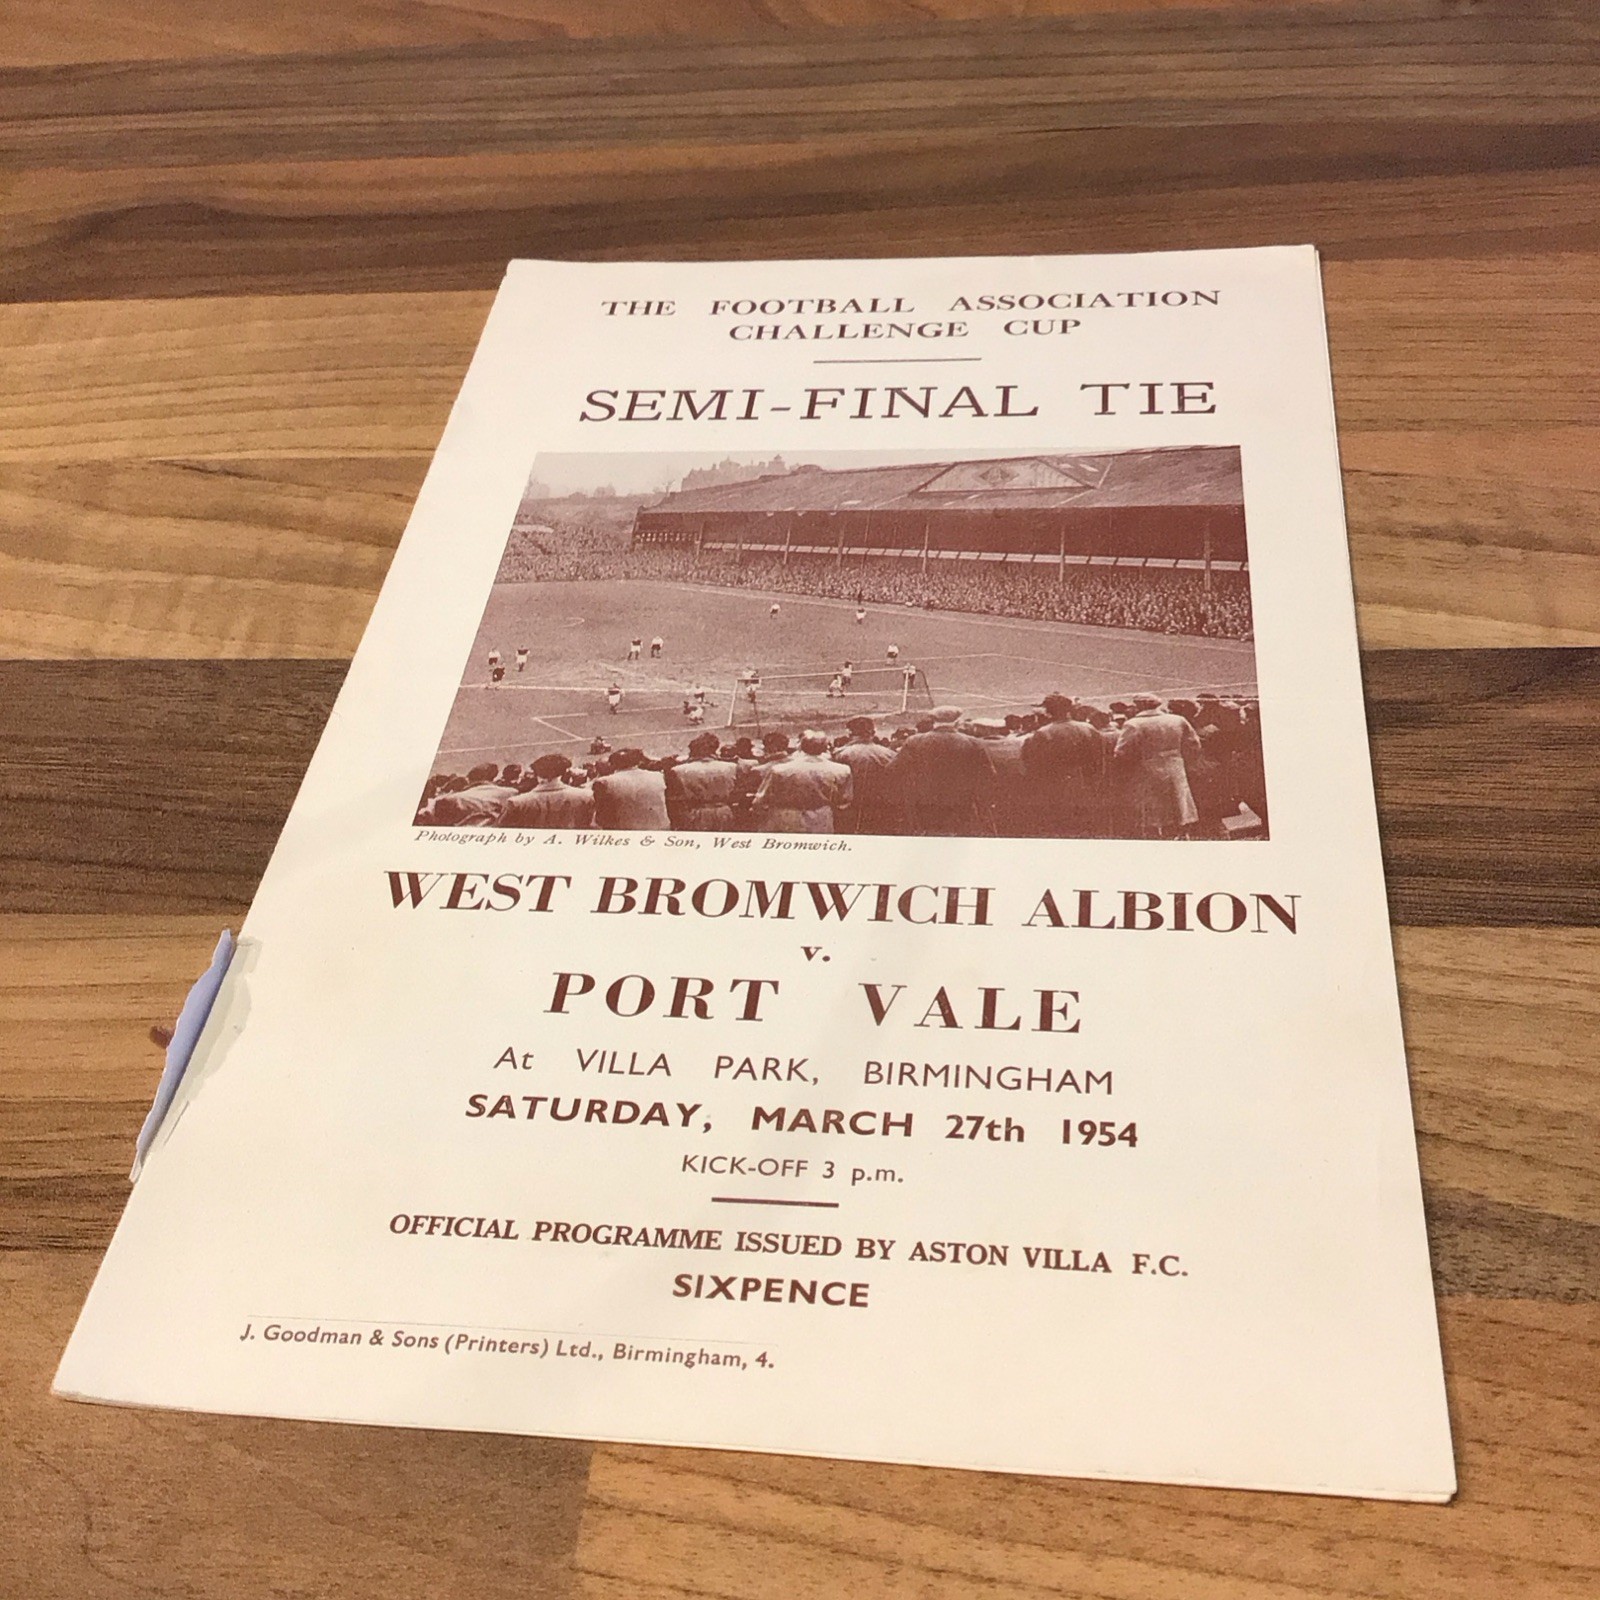 THE FOOTBALL ASSOCIATION
CHALLENGE CUP
SEMI-FINAL TIE
Photograph by A. Wilkes & Son, West Bromwich.
WEST BROMWICH ALBION
v.
PORT VALE
At VILLA PARK, BIRMINGHAM
SATURDAY, MARCH 27th 1954
KICK-OFF 3 p.m.
OFFICIAL PROGRAMME ISSUED BY ASTON VILLA F.C.
SIXPENCE
J. Goodman & Sons (Printers) Ltd., Birmingham, 4.